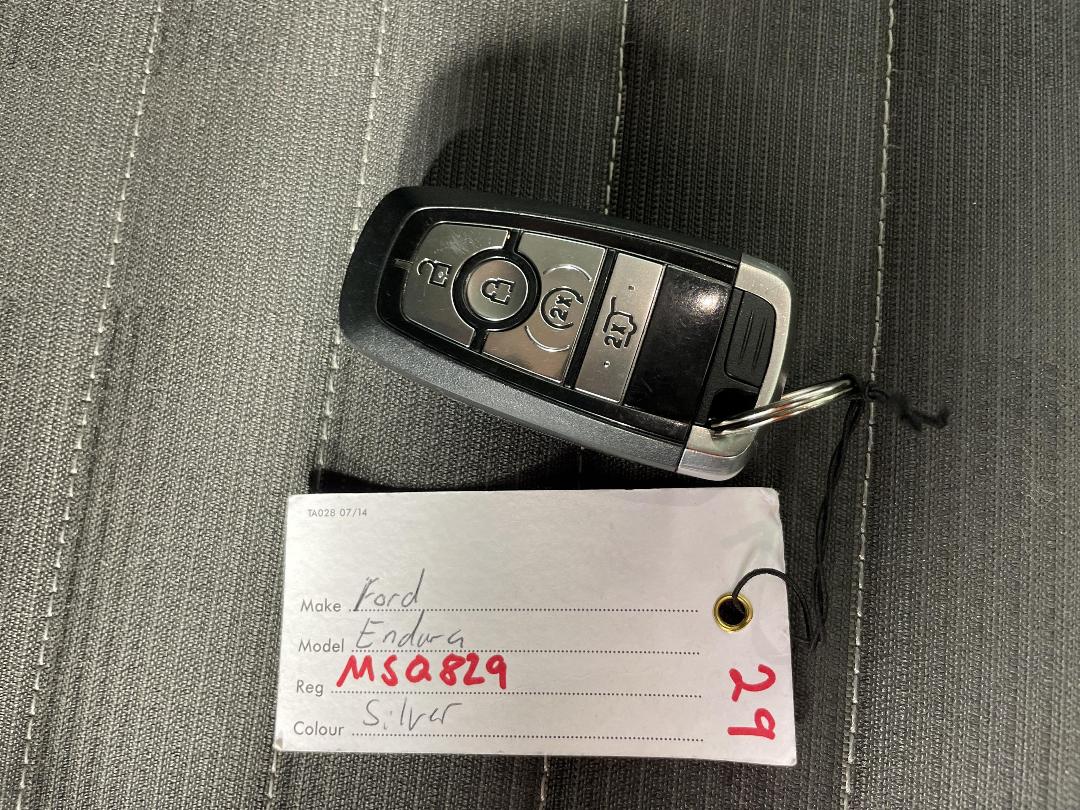 2x
2x
TA028 07/14
Make Ford
Model Endura
Reg MSQ829
Colour Silver
29